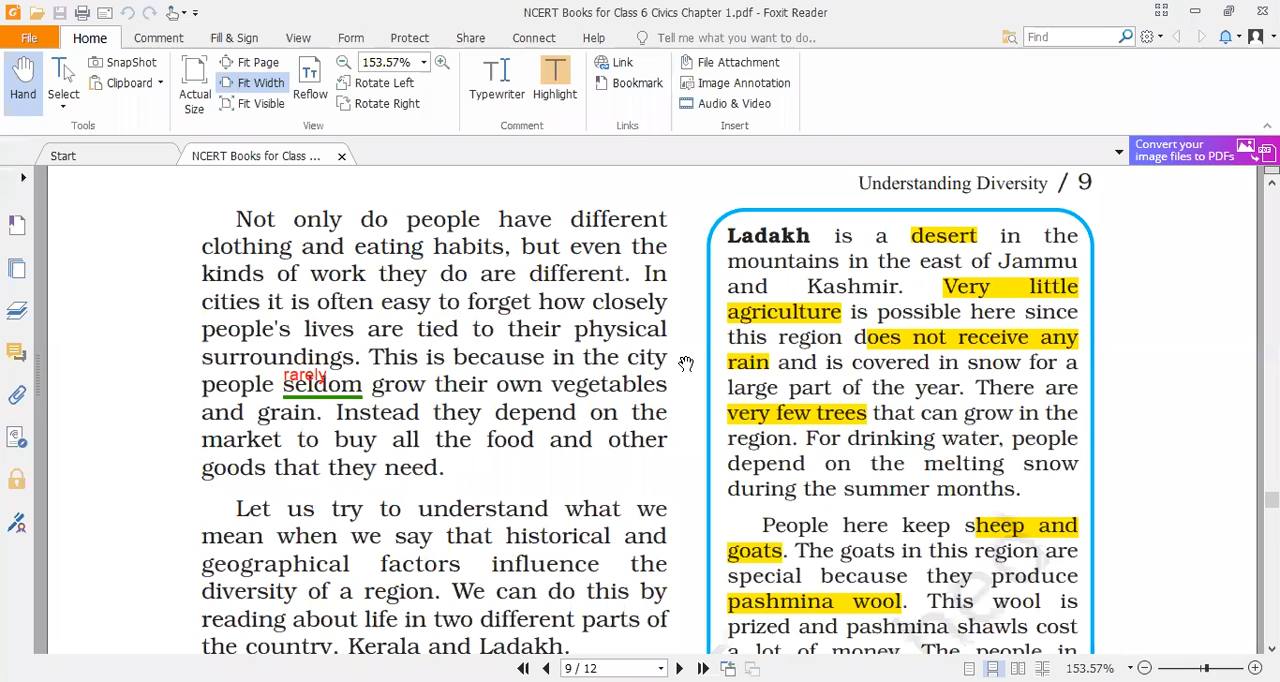 NCERT Books for Class 6 Civics Chapter 1.pdf - Foxit Reader
File Home Comment Fill & Sign View Form Protect Share Connect Help Tell me what you want to do.. Find
Hand
Select
SnapShot
Clipboard
Tools
Actual
Size
Fit Page
Fit Width
Fit Visible
Reflow
153.57%
Rotate Left
Rotate Right
View
Typewriter
Highlight
Comment
Link
Bookmark
Links
File Attachment
Image Annotation
Audio & Video
Insert
Start
NCERT Books for Class ...
Convert your
image files to PDFs
Understanding Diversity / 9
Not only do people have different
clothing and eating habits, but even the
kinds of work they do are different. In
cities it is often easy to forget how closely
people's lives are tied to their physical
surroundings. This is because in the city
rarely
people seldom grow their own vegetables
and grain. Instead they depend on the
market to buy all the food and other
goods that they need.
Let us try to understand what we
mean when we say that historical and
geographical factors influence the
diversity of a region. We can do this by
reading about life in two different parts of
the country, Kerala and Ladakh.
Ladakh is a desert in the
mountains in the east of Jammu
and Kashmir. Very little
agriculture is possible here since
this region does not receive any
rain and is covered in snow for a
large part of the year. There are
very few trees that can grow in the
region. For drinking water, people
depend on the melting snow
during the summer months.
People here keep sheep and
goats. The goats in this region are
special because they produce
pashmina wool. This wool is
prized and pashmina shawls cost
a lot of money. The people in
9 / 12
153.57%